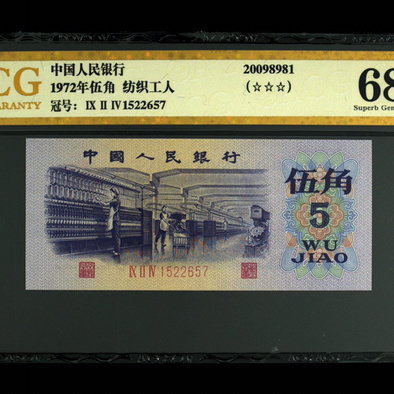 CG
ARANTY
中国人民银行
1972年伍角 纺织工人
冠号: Ⅸ Ⅱ Ⅳ 1522657
20098981
(☆☆☆)
68
Superb Gem
中國人民銀行
伍角
5
WU
JIAO
Ⅸ Ⅱ Ⅳ 1522657